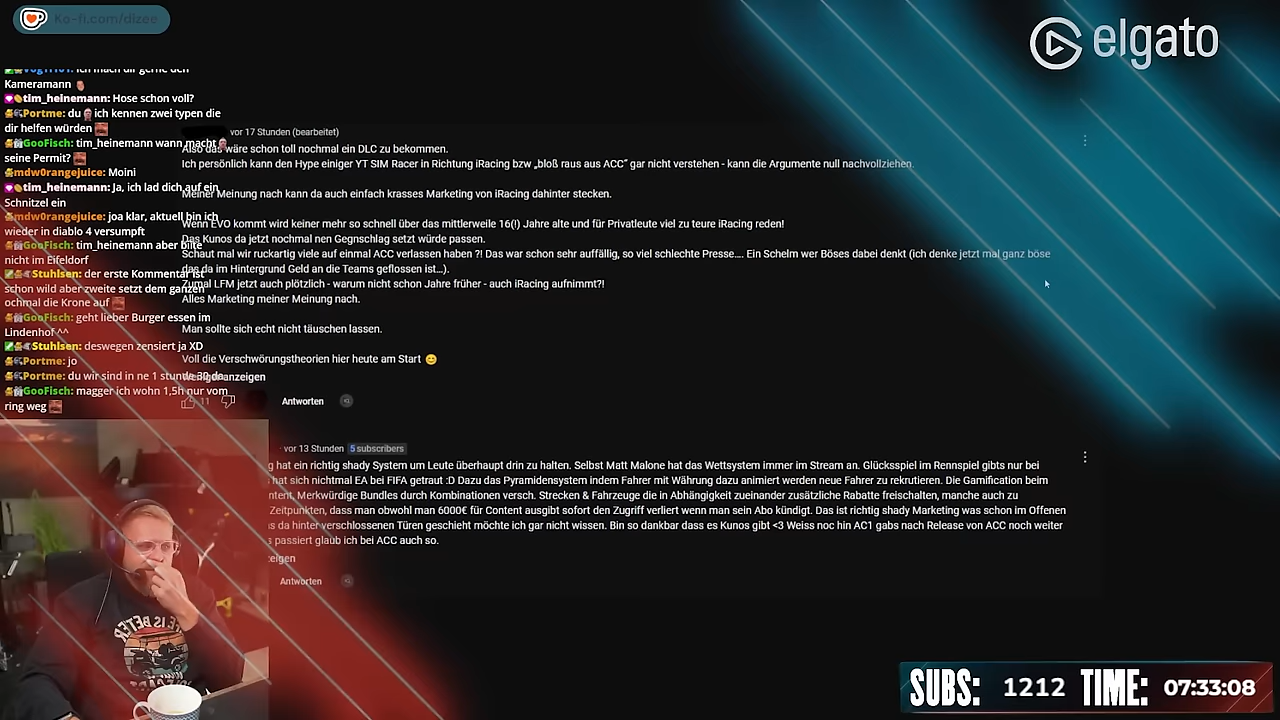 Ko-fi.com/dizee
elgato
Kameramann
tim_heinemann: Hose schon voll?
Portme: du ich kennen zwei typen die
dir helfen würden
GooFisch: tim_heinemann wann macht
seine Permit?
mdw0rangejuice: Moini
tim_heinemann: Ja, ich lad dich auf ein
Schnitzel ein
mdw0rangejuice: joa klar, aktuell bin ich
wieder in diablo 4 versumpft
GooFisch: tim_heinemann aber bitte
nicht im Eifeldorf
Stuhlsen: der erste Kommentar ist
schon wild aber zweite setzt dem ganzen
ochmal die Krone auf
GooFisch: geht lieber Burger essen im
Lindenhof ^^
Stuhlsen: deswegen zensiert ja XD
Portme: jo
Portme: du wir sind in ne 1 stunde 30 da
GooFisch: magger ich wohn 1,5h nur vom
ring weg
vor 17 Stunden (bearbeitet)
Also das wäre schon toll nochmal ein DLC zu bekommen.
Ich persönlich kann den Hype einiger YT SIM Racer in Richtung iRacing bzw „bloß raus aus ACC“ gar nicht verstehen - kann die Argumente null nachvollziehen.
Meiner Meinung nach kann da auch einfach krasses Marketing von iRacing dahinter stecken.
Wenn EVO kommt wird keiner mehr so schnell über das mittlerweile 16(!) Jahre alte und für Privatleute viel zu teure iRacing reden!
Das Kunos da jetzt nochmal nen Gegnschlag setzt würde passen.
Schaut mal wir ruckartig viele auf einmal ACC verlassen haben ?! Das war schon sehr auffällig, so viel schlechte Presse…. Ein Schelm wer Böses dabei denkt (ich denke jetzt mal ganz böse
das da im Hintergrund Geld an die Teams geflossen ist…).
Zumal LFM jetzt auch plötzlich - warum nicht schon Jahre früher - auch iRacing aufnimmt?!
Alles Marketing meiner Meinung nach.
Man sollte sich echt nicht täuschen lassen.
Voll die Verschwörungstheorien hier heute am Start 😊
Weniger anzeigen
11 Antworten
vor 13 Stunden 5 subscribers
g hat ein richtig shady System um Leute überhaupt drin zu halten. Selbst Matt Malone hat das Wettsystem immer im Stream an. Glücksspiel im Rennspiel gibts nur bei
hat sich nichtmal EA bei FIFA getraut :D Dazu das Pyramidensystem indem Fahrer mit Währung dazu animiert werden neue Fahrer zu rekrutieren. Die Gamification beim
ntent, Merkwürdige Bundles durch Kombinationen versch. Strecken & Fahrzeuge die in Abhängigkeit zueinander zusätzliche Rabatte freischalten, manche auch zu
Zeitpunkten, dass man obwohl man 6000€ für Content ausgibt sofort den Zugriff verliert wenn man sein Abo kündigt. Das ist richtig shady Marketing was schon im Offenen
s da hinter verschlossenen Türen geschieht möchte ich gar nicht wissen. Bin so dankbar dass es Kunos gibt <3 Weiss noch hin AC1 gabs nach Release von ACC noch weiter
s passiert glaub ich bei ACC auch so.
zeigen
Antworten
SUBS: 1212 TIME: 07:33:08